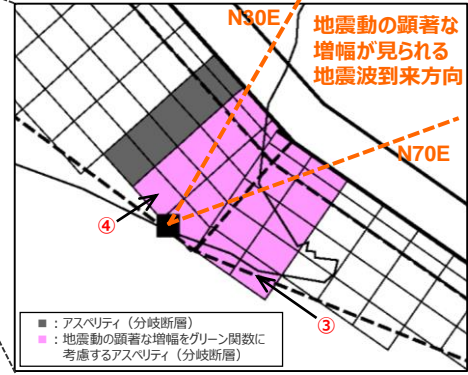 N30E
地震動の顕著な
増幅が見られる
地震波到来方向
N70E
④
③
■：アスペリティ（分岐断層）
■：地震動の顕著な増幅をグリーン関数に
考慮するアスペリティ（分岐断層）